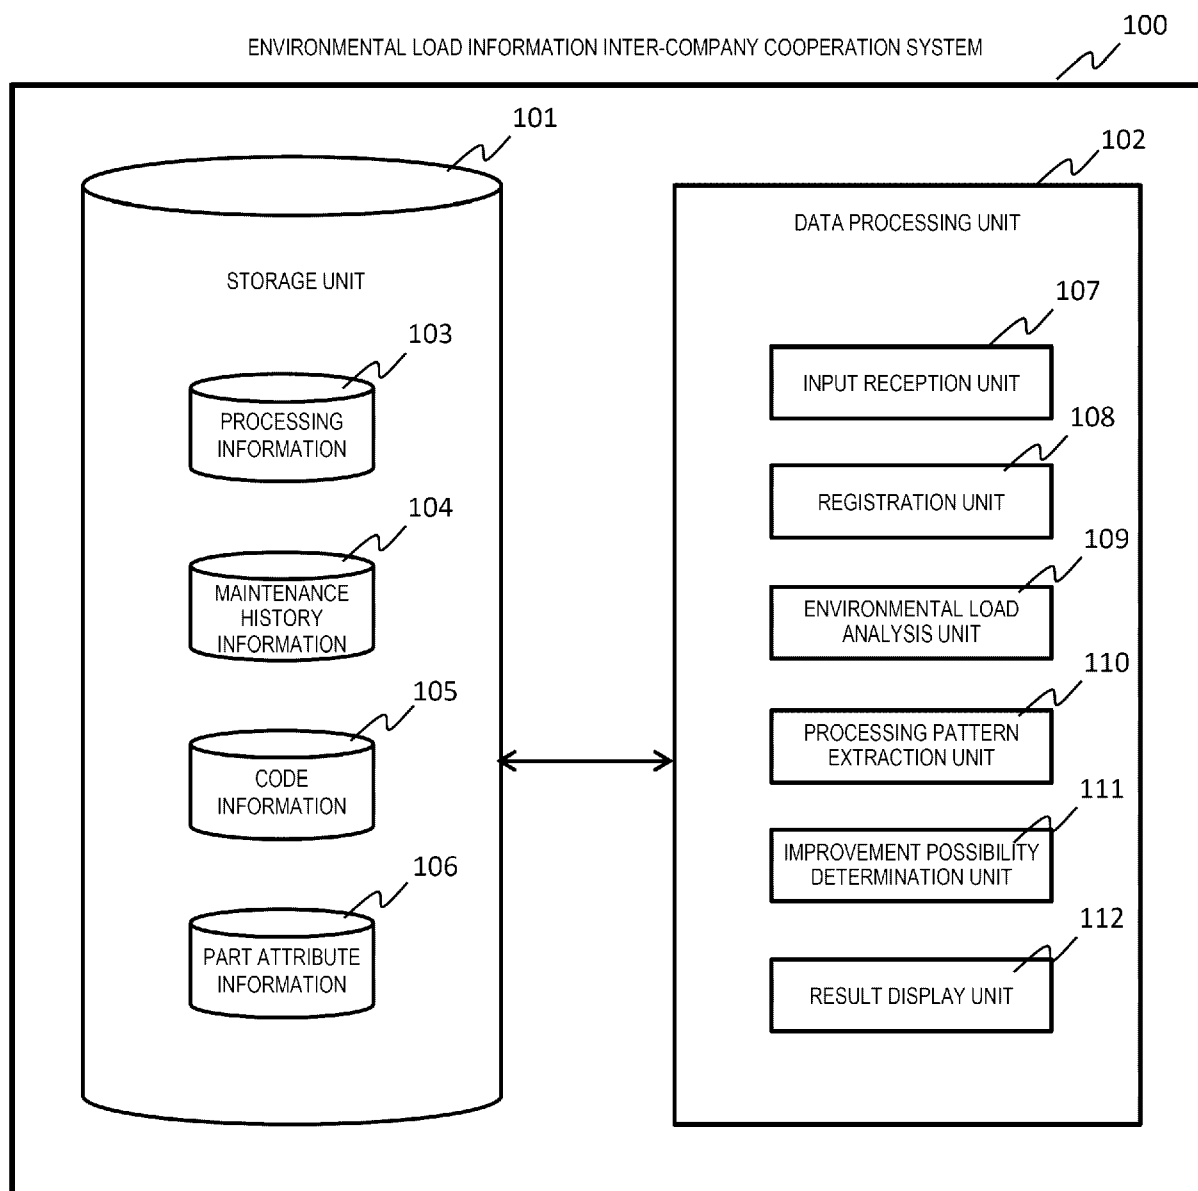 100
ENVIRONMENTAL LOAD INFORMATION INTER-COMPANY COOPERATION SYSTEM
101
STORAGE UNIT
103
PROCESSING
INFORMATION
104
MAINTENANCE
HISTORY
INFORMATION
105
CODE
INFORMATION
106
PART ATTRIBUTE
INFORMATION
102
DATA PROCESSING UNIT
107
INPUT RECEPTION UNIT
108
REGISTRATION UNIT
109
ENVIRONMENTAL LOAD
ANALYSIS UNIT
110
PROCESSING PATTERN
EXTRACTION UNIT
111
IMPROVEMENT POSSIBILITY
DETERMINATION UNIT
112
RESULT DISPLAY UNIT